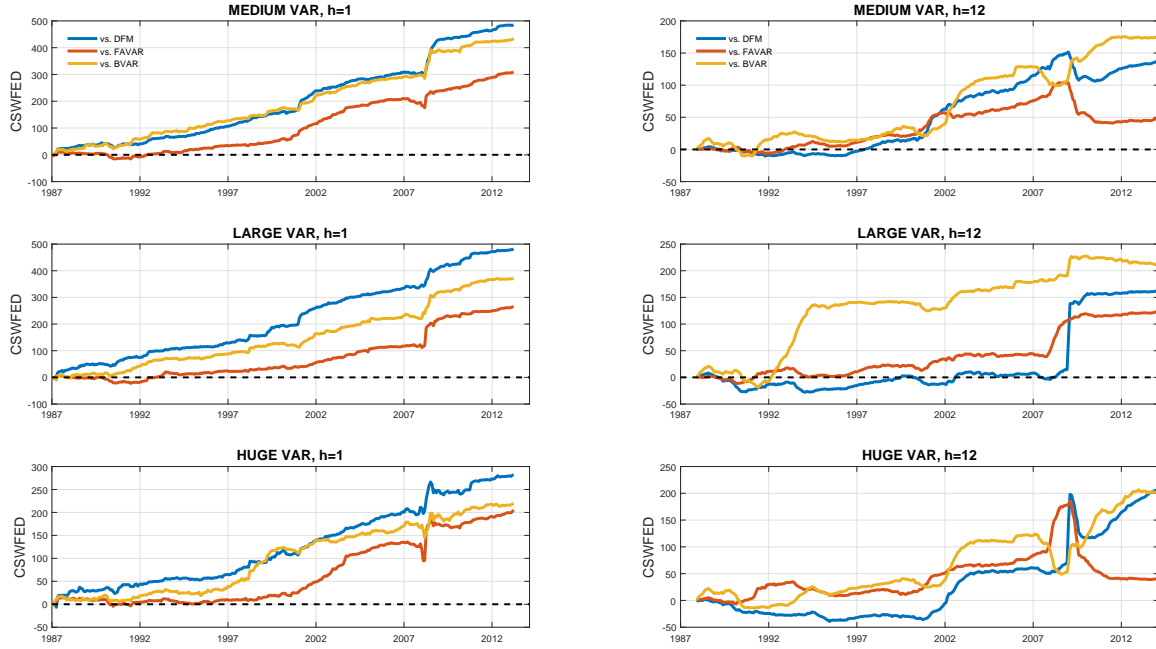 MEDIUM VAR, h=1
500
400
300
200
100
0
-100
CSWFED
vs. DFM
vs. FAVAR
vs. BVAR
1987 1992 1997 2002 2007 2012
MEDIUM VAR, h=12
200
150
100
50
0
-50
CSWFED
vs. DFM
vs. FAVAR
vs. BVAR
1987 1992 1997 2002 2007 2012
LARGE VAR, h=1
500
400
300
200
100
0
-100
CSWFED
1987 1992 1997 2002 2007 2012
LARGE VAR, h=12
250
200
150
100
50
0
-50
CSWFED
1987 1992 1997 2002 2007 2012
HUGE VAR, h=1
300
250
200
150
100
50
0
-50
CSWFED
1987 1992 1997 2002 2007 2012
HUGE VAR, h=12
250
200
150
100
50
0
-50
CSWFED
1987 1992 1997 2002 2007 2012